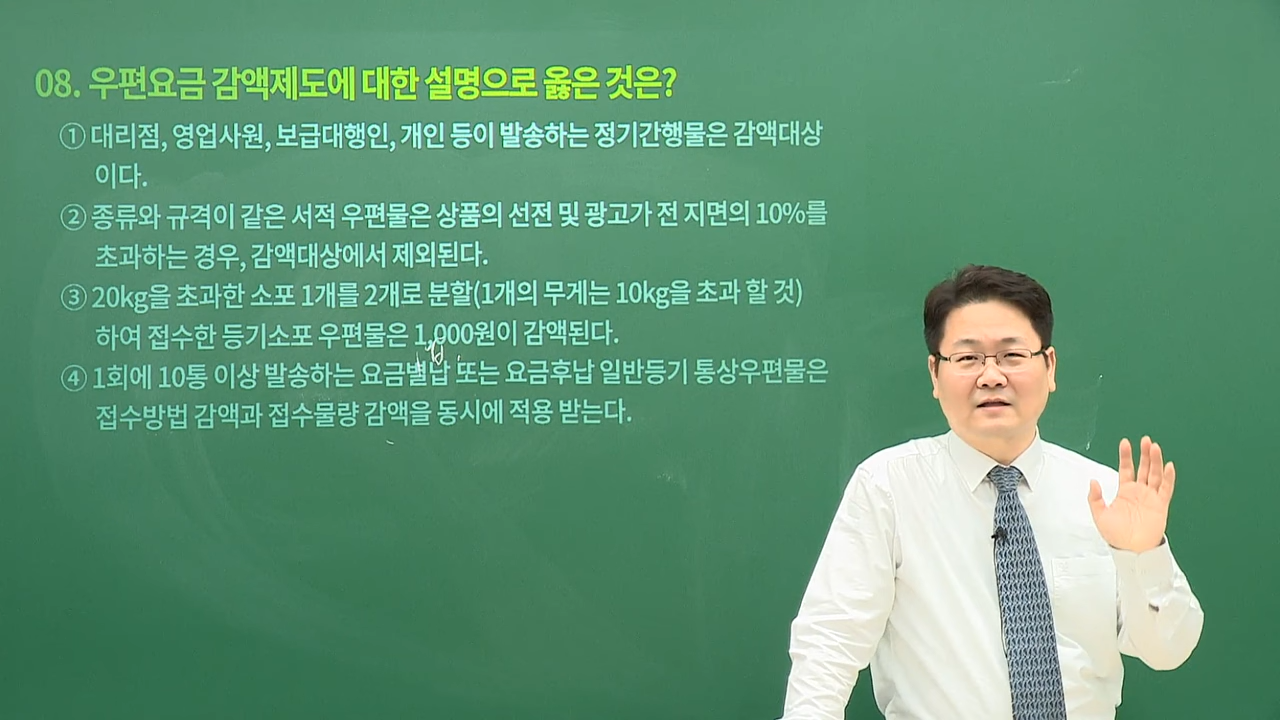 08. 우편요금 감액제도에 대한 설명으로 옳은 것은?
① 대리점, 영업사원, 보급대행인, 개인 등이 발송하는 정기간행물은 감액대상
이다.
② 종류와 규격이 같은 서적 우편물은 상품의 선전 및 광고가 전 지면의 10%를
초과하는 경우, 감액대상에서 제외된다.
③ 20kg을 초과한 소포 1개를 2개로 분할(1개의 무게는 10kg을 초과 할 것)
하여 접수한 등기소포 우편물은 1,000원이 감액된다.
④ 1회에 10통 이상 발송하는 요금별납 또는 요금후납 일반등기 통상우편물은
접수방법 감액과 접수물량 감액을 동시에 적용 받는다.